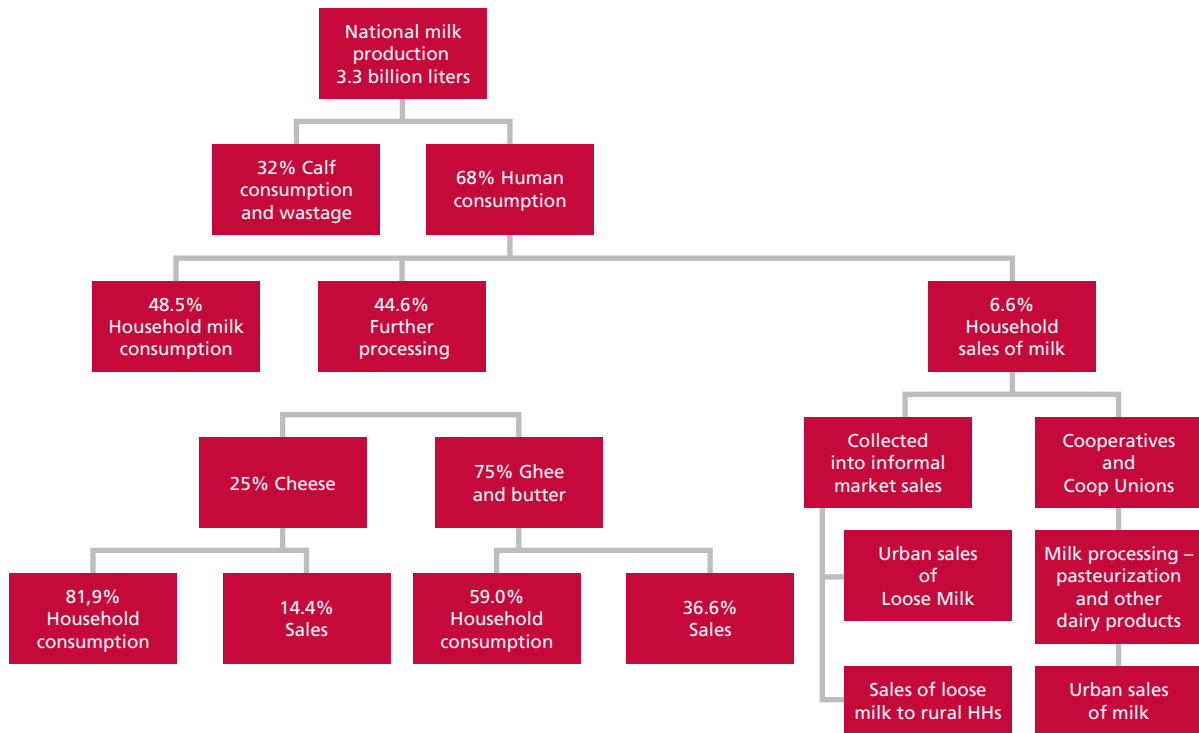 National milk
production
3.3 billion liters
32% Calf
consumption
and wastage
68% Human
consumption
48.5%
Household milk
consumption
44.6%
Further
processing
6.6%
Household
sales of milk
25% Cheese
75% Ghee
and butter
Collected
into informal
market sales
Cooperatives
and
Coop Unions
81,9%
Household
consumption
14.4%
Sales
59.0%
Household
consumption
36.6%
Sales
Urban sales
of
Loose Milk
Milk processing –
pasteurization
and other
dairy products
Sales of loose
milk to rural HHs
Urban sales
of milk